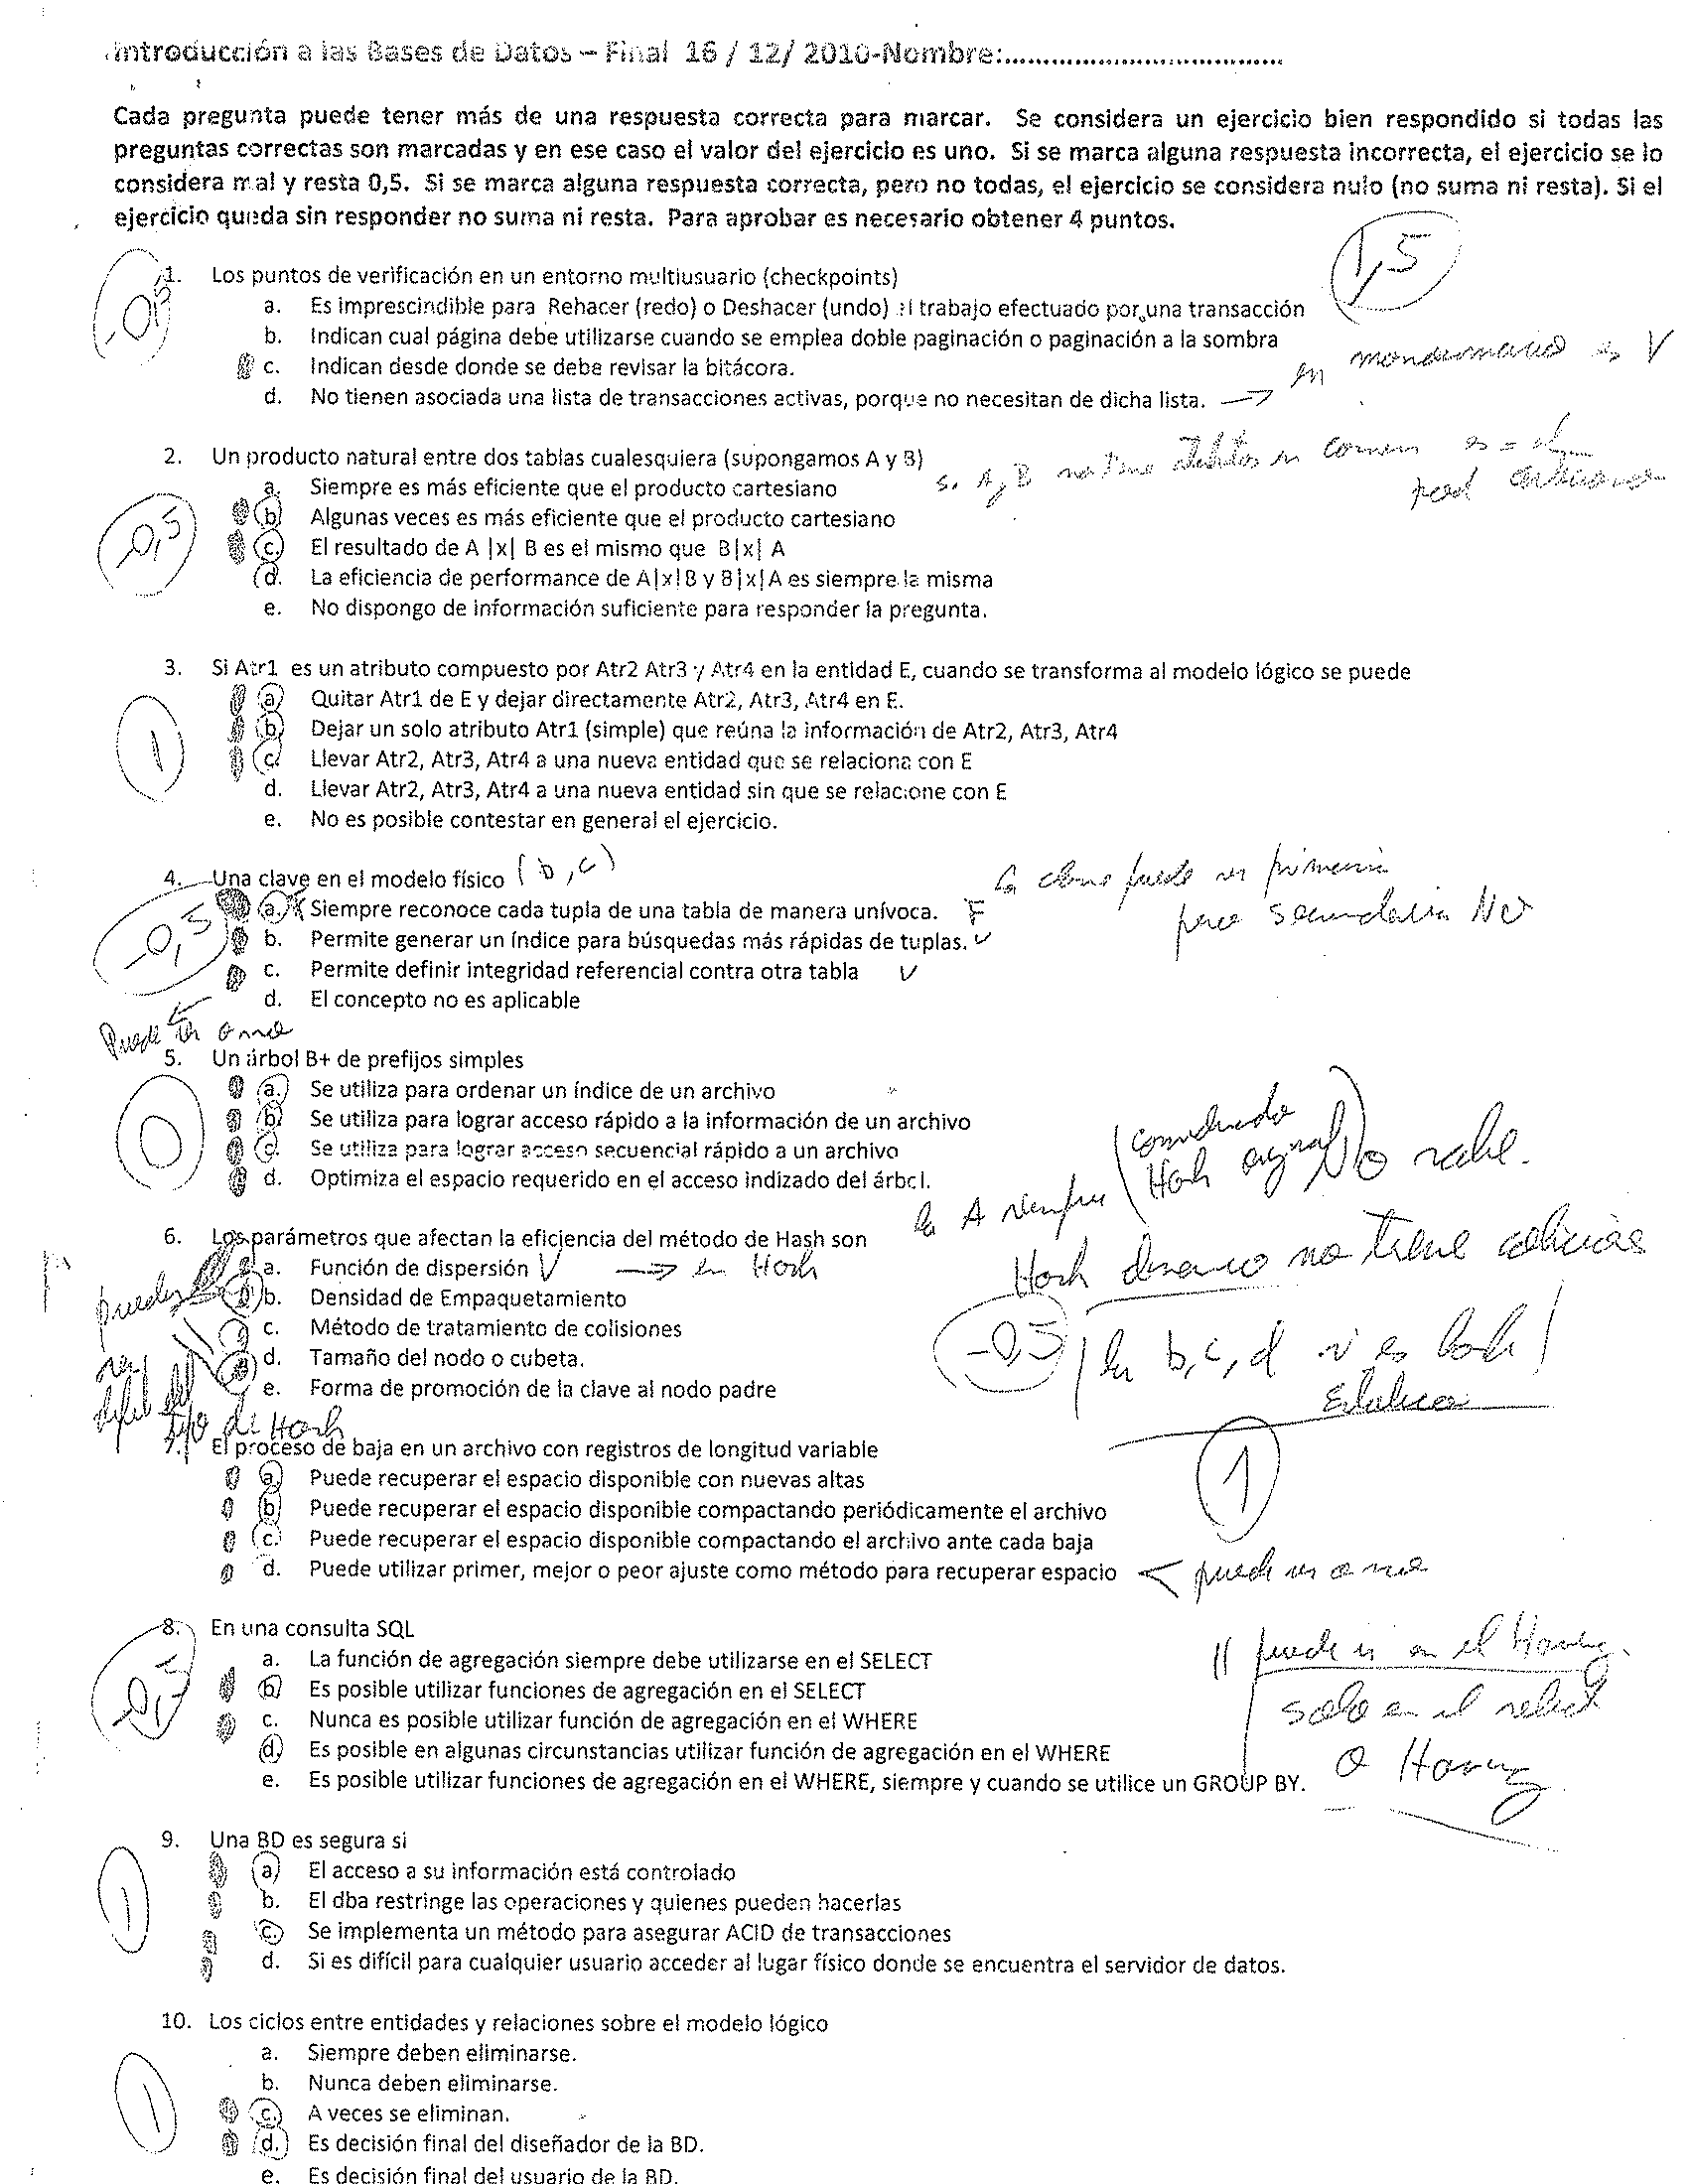 Introducción a las Bases de Datos – Final 16 / 12/ 2010-Nombre:....................................
Cada pregunta puede tener más de una respuesta correcta para marcar. Se considera un ejercicio bien respondido si todas las
preguntas correctas son marcadas y en ese caso el valor del ejercicio es uno. Si se marca alguna respuesta incorrecta, el ejercicio se lo
considera mal y resta 0,5. Si se marca alguna respuesta correcta, pero no todas, el ejercicio se considera nulo (no suma ni resta). Si el
ejercicio queda sin responder no suma ni resta. Para aprobar es necesario obtener 4 puntos.
1,5
-0,5
1. Los puntos de verificación en un entorno multiusuario (checkpoints)
a. Es imprescindible para Rehacer (redo) o Deshacer (undo) el trabajo efectuado por una transacción
b. Indican cual página debe utilizarse cuando se emplea doble paginación o paginación a la sombra
c. Indican desde donde se debe revisar la bitácora.
d. No tienen asociada una lista de transacciones activas, porque no necesitan de dicha lista. → en monousuario es V
2. Un producto natural entre dos tablas cualesquiera (supongamos A y B)
a. Siempre es más eficiente que el producto cartesiano
b. Algunas veces es más eficiente que el producto cartesiano
-0,5
c. El resultado de A |x| B es el mismo que B|x| A
d. La eficiencia de performance de A|x|B y B|x|A es siempre la misma
e. No dispongo de información suficiente para responder la pregunta.
3. Si Atr1 es un atributo compuesto por Atr2 Atr3 y Atr4 en la entidad E, cuando se transforma al modelo lógico se puede
a. Quitar Atr1 de E y dejar directamente Atr2, Atr3, Atr4 en E.
b. Dejar un solo atributo Atr1 (simple) que reúna la información de Atr2, Atr3, Atr4
1
c. Llevar Atr2, Atr3, Atr4 a una nueva entidad que se relaciona con E
d. Llevar Atr2, Atr3, Atr4 a una nueva entidad sin que se relacione con E
e. No es posible contestar en general el ejercicio.
4. Una clave en el modelo físico (b,c)
a. Siempre reconoce cada tupla de una tabla de manera unívoca. F
la clave puede ser primaria
pero secundaria No
-0,5
b. Permite generar un índice para búsquedas más rápidas de tuplas. V
c. Permite definir integridad referencial contra otra tabla V
d. El concepto no es aplicable
Puede ser o no
5. Un árbol B+ de prefijos simples
a. Se utiliza para ordenar un índice de un archivo
b. Se utiliza para lograr acceso rápido a la información de un archivo
0
c. Se utiliza para lograr acceso secuencial rápido a un archivo
d. Optimiza el espacio requerido en el acceso indizado del árbol.
la A siempre
No
6. Los parámetros que afectan la eficiencia del método de Hash son
a. Función de dispersión V → en Hash
Hash no tiene
b. Densidad de Empaquetamiento
c. Método de tratamiento de colisiones
-0,5
b, c, d si es
d. Tamaño del nodo o cubeta.
e. Forma de promoción de la clave al nodo padre
tipo de Hash
7. El proceso de baja en un archivo con registros de longitud variable
a. Puede recuperar el espacio disponible con nuevas altas
1
b. Puede recuperar el espacio disponible compactando periódicamente el archivo
c. Puede recuperar el espacio disponible compactando el archivo ante cada baja
d. Puede utilizar primer, mejor o peor ajuste como método para recuperar espacio < puede ser o no
8. En una consulta SQL
a. La función de agregación siempre debe utilizarse en el SELECT
puede ir en el Having.
-0,5
b. Es posible utilizar funciones de agregación en el SELECT
solo en el select
c. Nunca es posible utilizar función de agregación en el WHERE
d. Es posible en algunas circunstancias utilizar función de agregación en el WHERE
o Having
e. Es posible utilizar funciones de agregación en el WHERE, siempre y cuando se utilice un GROUP BY.
9. Una BD es segura si
a. El acceso a su información está controlado
1
b. El dba restringe las operaciones y quienes pueden hacerlas
c. Se implementa un método para asegurar ACID de transacciones
d. Si es difícil para cualquier usuario acceder al lugar físico donde se encuentra el servidor de datos.
10. Los ciclos entre entidades y relaciones sobre el modelo lógico
a. Siempre deben eliminarse.
b. Nunca deben eliminarse.
1
c. A veces se eliminan.
d. Es decisión final del diseñador de la BD.
e. Es decisión final del usuario de la BD.